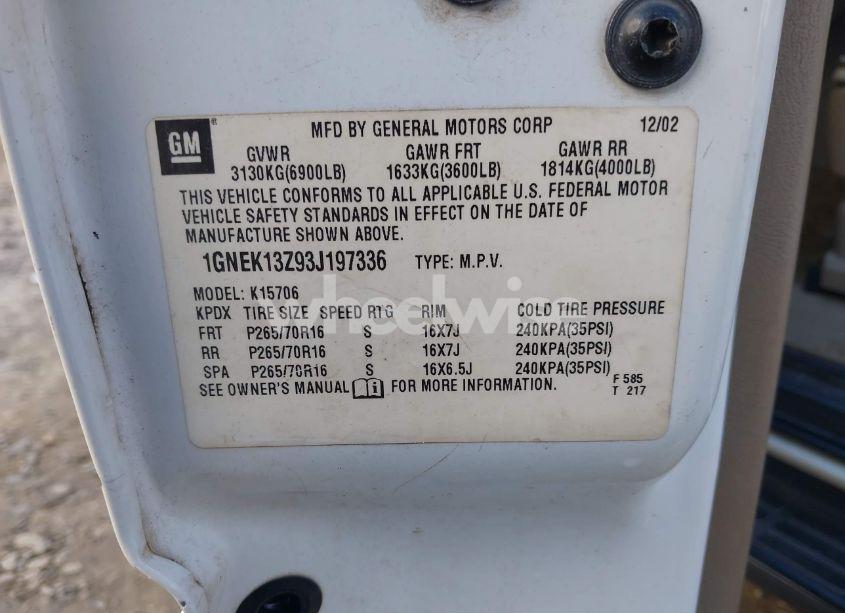 GM
MFD BY GENERAL MOTORS CORP 12/02
GVWR GAWR FRT GAWR RR
3130KG(6900LB) 1633KG(3600LB) 1814KG(4000LB)
THIS VEHICLE CONFORMS TO ALL APPLICABLE U.S. FEDERAL MOTOR
VEHICLE SAFETY STANDARDS IN EFFECT ON THE DATE OF
MANUFACTURE SHOWN ABOVE.
1GNEK13Z93J197336 TYPE: M.P.V.
MODEL: K15706
KPDX TIRE SIZE SPEED RTG RIM COLD TIRE PRESSURE
FRT P265/70R16 S 16X7J 240KPA(35PSI)
RR P265/70R16 S 16X7J 240KPA(35PSI)
SPA P265/70R16 S 16X6.5J 240KPA(35PSI)
SEE OWNER'S MANUAL FOR MORE INFORMATION.
F 585
T 217